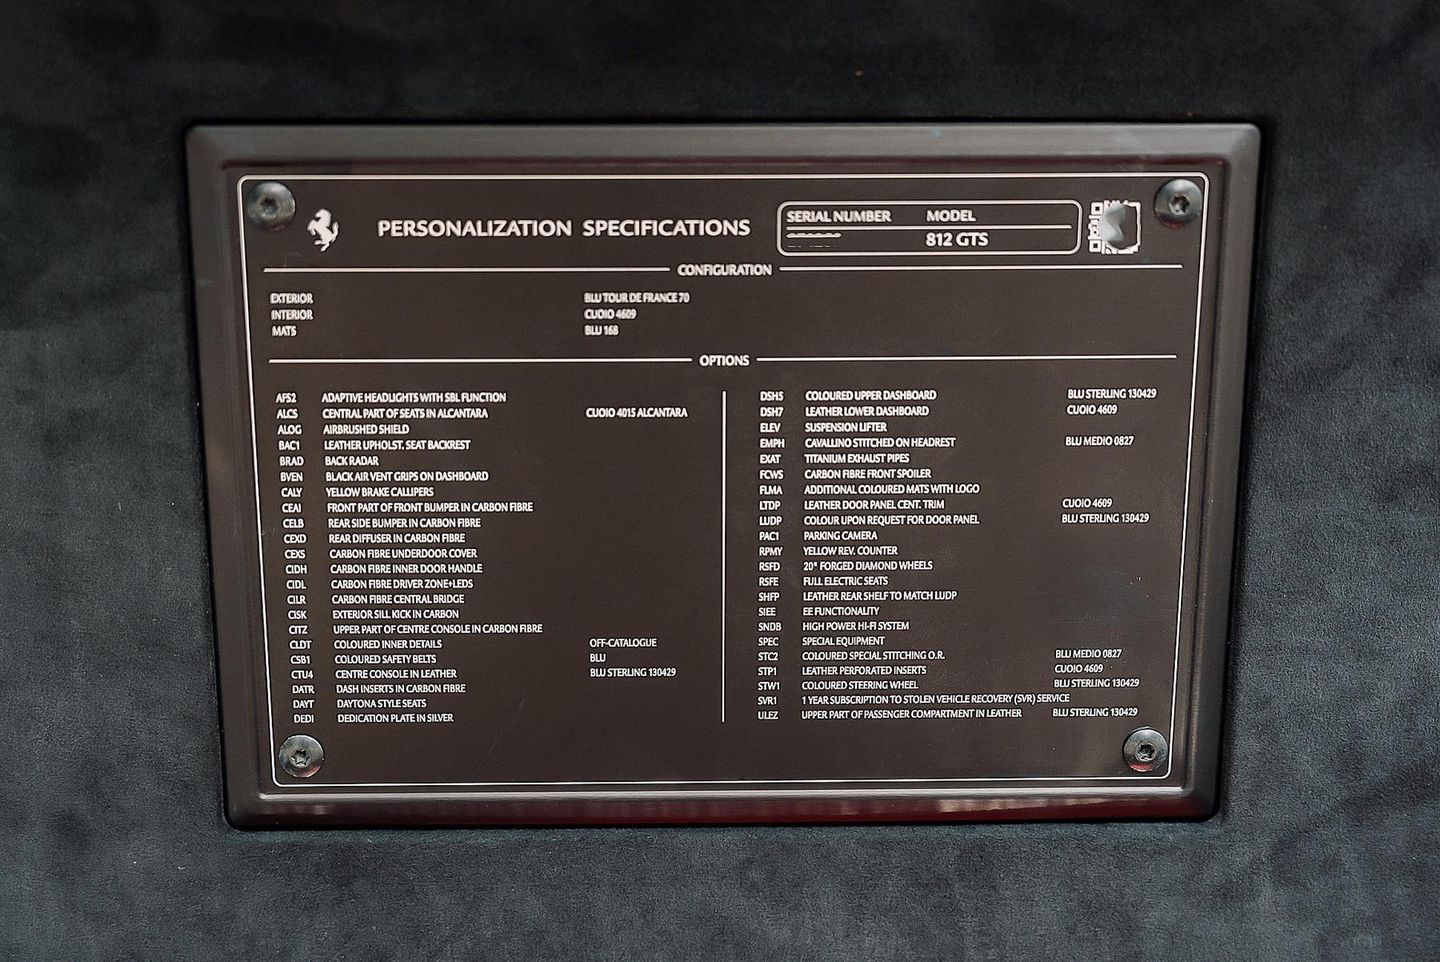 PERSONALIZATION SPECIFICATIONS
SERIAL NUMBER MODEL
812 GTS
CONFIGURATION
EXTERIOR BLU TOUR DE FRANCE 70
INTERIOR CUOIO 4609
MATS BLU 168
OPTIONS
AFS2 ADAPTIVE HEADLIGHTS WITH SBL FUNCTION
ALCS CENTRAL PART OF SEATS IN ALCANTARA CUOIO 4015 ALCANTARA
ALOG AIRBRUSHED SHIELD
BAC1 LEATHER UPHOLST. SEAT BACKREST
BRAD BACK RADAR
BVEN BLACK AIR VENT GRIPS ON DASHBOARD
CALY YELLOW BRAKE CALLIPERS
CEAI FRONT PART OF FRONT BUMPER IN CARBON FIBRE
CELB REAR SIDE BUMPER IN CARBON FIBRE
CEXD REAR DIFFUSER IN CARBON FIBRE
CEXS CARBON FIBRE UNDERDOOR COVER
CIDH CARBON FIBRE INNER DOOR HANDLE
CIDL CARBON FIBRE DRIVER ZONE+LEDS
CILR CARBON FIBRE CENTRAL BRIDGE
CISK EXTERIOR SILL KICK IN CARBON
CITZ UPPER PART OF CENTRE CONSOLE IN CARBON FIBRE
CLDT COLOURED INNER DETAILS OFF-CATALOGUE
CSB1 COLOURED SAFETY BELTS BLU
CTU4 CENTRE CONSOLE IN LEATHER BLU STERLING 130429
DATR DASH INSERTS IN CARBON FIBRE
DAYT DAYTONA STYLE SEATS
DEDI DEDICATION PLATE IN SILVER
DSH5 COLOURED UPPER DASHBOARD BLU STERLING 130429
DSH7 LEATHER LOWER DASHBOARD CUOIO 4609
ELEV SUSPENSION LIFTER
EMPH CAVALLINO STITCHED ON HEADREST BLU MEDIO 0827
EXAT TITANIUM EXHAUST PIPES
FCWS CARBON FIBRE FRONT SPOILER
FLMA ADDITIONAL COLOURED MATS WITH LOGO
LTDP LEATHER DOOR PANEL CENT. TRIM CUOIO 4609
LUDP COLOUR UPON REQUEST FOR DOOR PANEL BLU STERLING 130429
PAC1 PARKING CAMERA
RPMY YELLOW REV. COUNTER
RSFD 20" FORGED DIAMOND WHEELS
RSFE FULL ELECTRIC SEATS
SHFP LEATHER REAR SHELF TO MATCH LUDP
SIEE EE FUNCTIONALITY
SNDB HIGH POWER HI-FI SYSTEM
SPEC SPECIAL EQUIPMENT
STC2 COLOURED SPECIAL STITCHING O.R. BLU MEDIO 0827
STP1 LEATHER PERFORATED INSERTS CUOIO 4609
STW1 COLOURED STEERING WHEEL BLU STERLING 130429
SVR1 1 YEAR SUBSCRIPTION TO STOLEN VEHICLE RECOVERY (SVR) SERVICE
ULEZ UPPER PART OF PASSENGER COMPARTMENT IN LEATHER BLU STERLING 130429